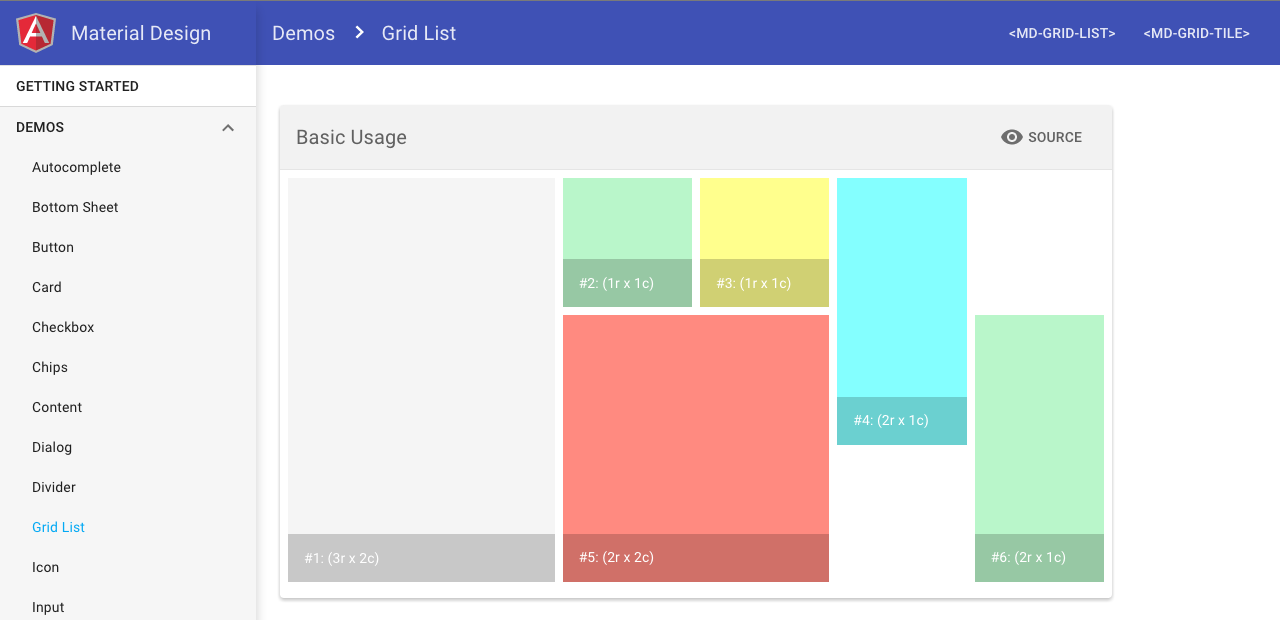 Material Design
Demos > Grid List
<MD-GRID-LIST>
<MD-GRID-TILE>
GETTING STARTED
DEMOS
Autocomplete
Bottom Sheet
Button
Card
Checkbox
Chips
Content
Dialog
Divider
Grid List
Icon
Input
Basic Usage
SOURCE
#2: (1r x 1c)
#3: (1r x 1c)
#4: (2r x 1c)
#1: (3r x 2c)
#5: (2r x 2c)
#6: (2r x 1c)